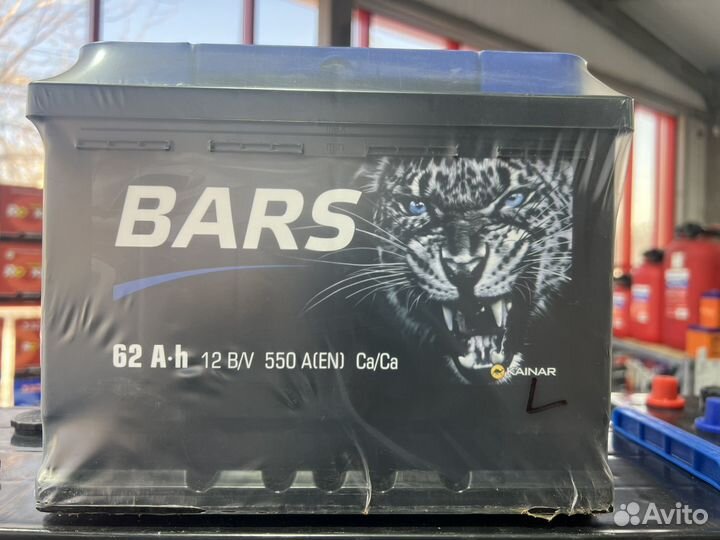 BARS
62 A·h 12 В/V 550 A(EN) Ca/Ca
KAINAR
L
Avito